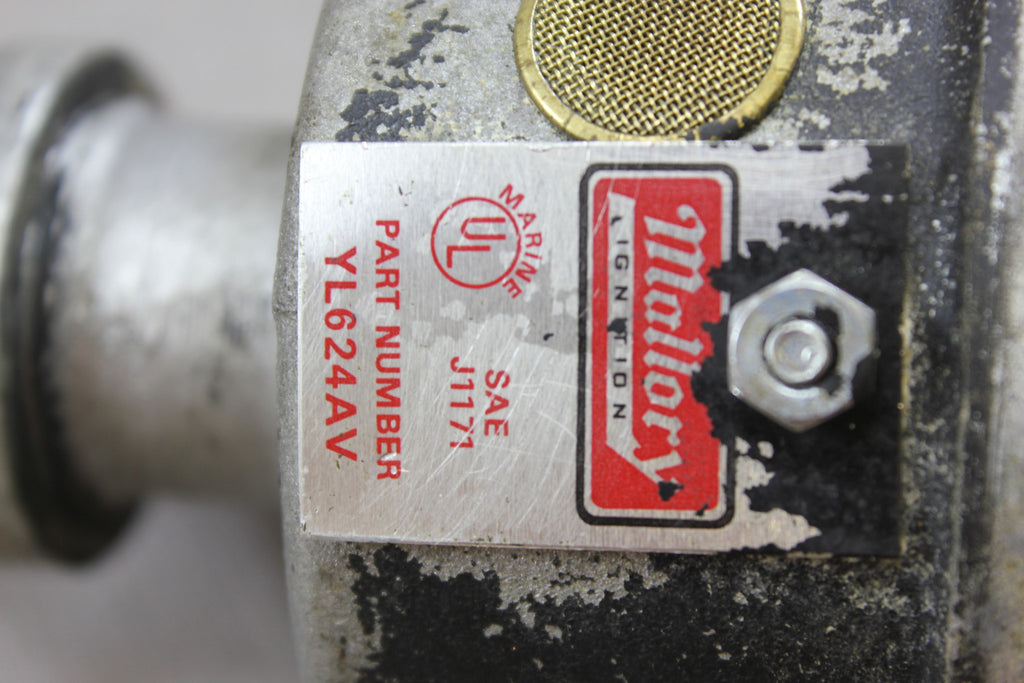 Mallory
IGNITION
MARINE
UL
SAE
J1171
PART NUMBER
YL624AV